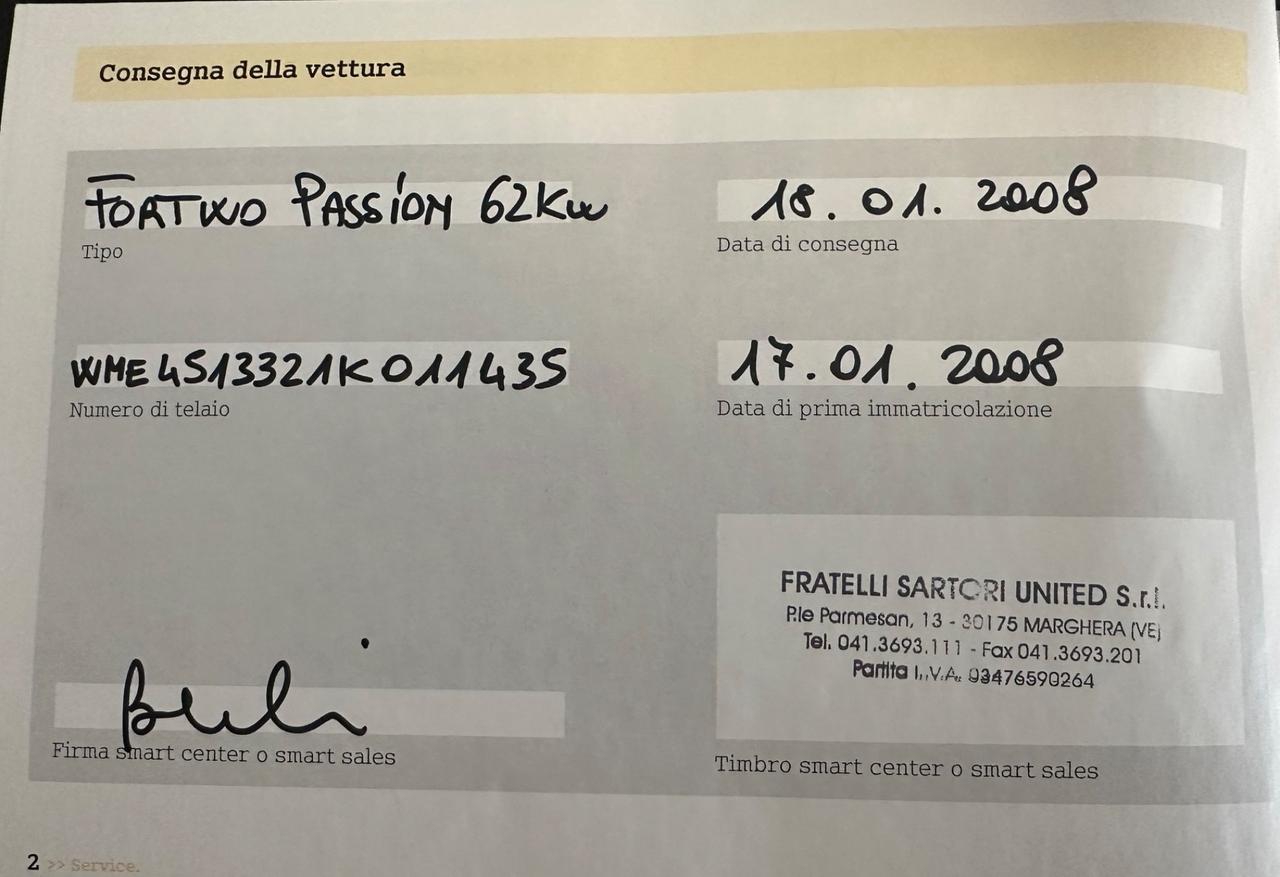 Consegna della vettura
FORTWO PASSION 62KW
Tipo
18.01.2008
Data di consegna
WME4513321K011435
Numero di telaio
17.01.2008
Data di prima immatricolazione
FRATELLI SARTORI UNITED S.r.l.
P.le Parmesan, 13 - 30175 MARGHERA (VE)
Tel. 041.3693.111 - Fax 041.3693.201
Partita I.V.A. 03476590264
Firma smart center o smart sales
Timbro smart center o smart sales
2 >> Service.